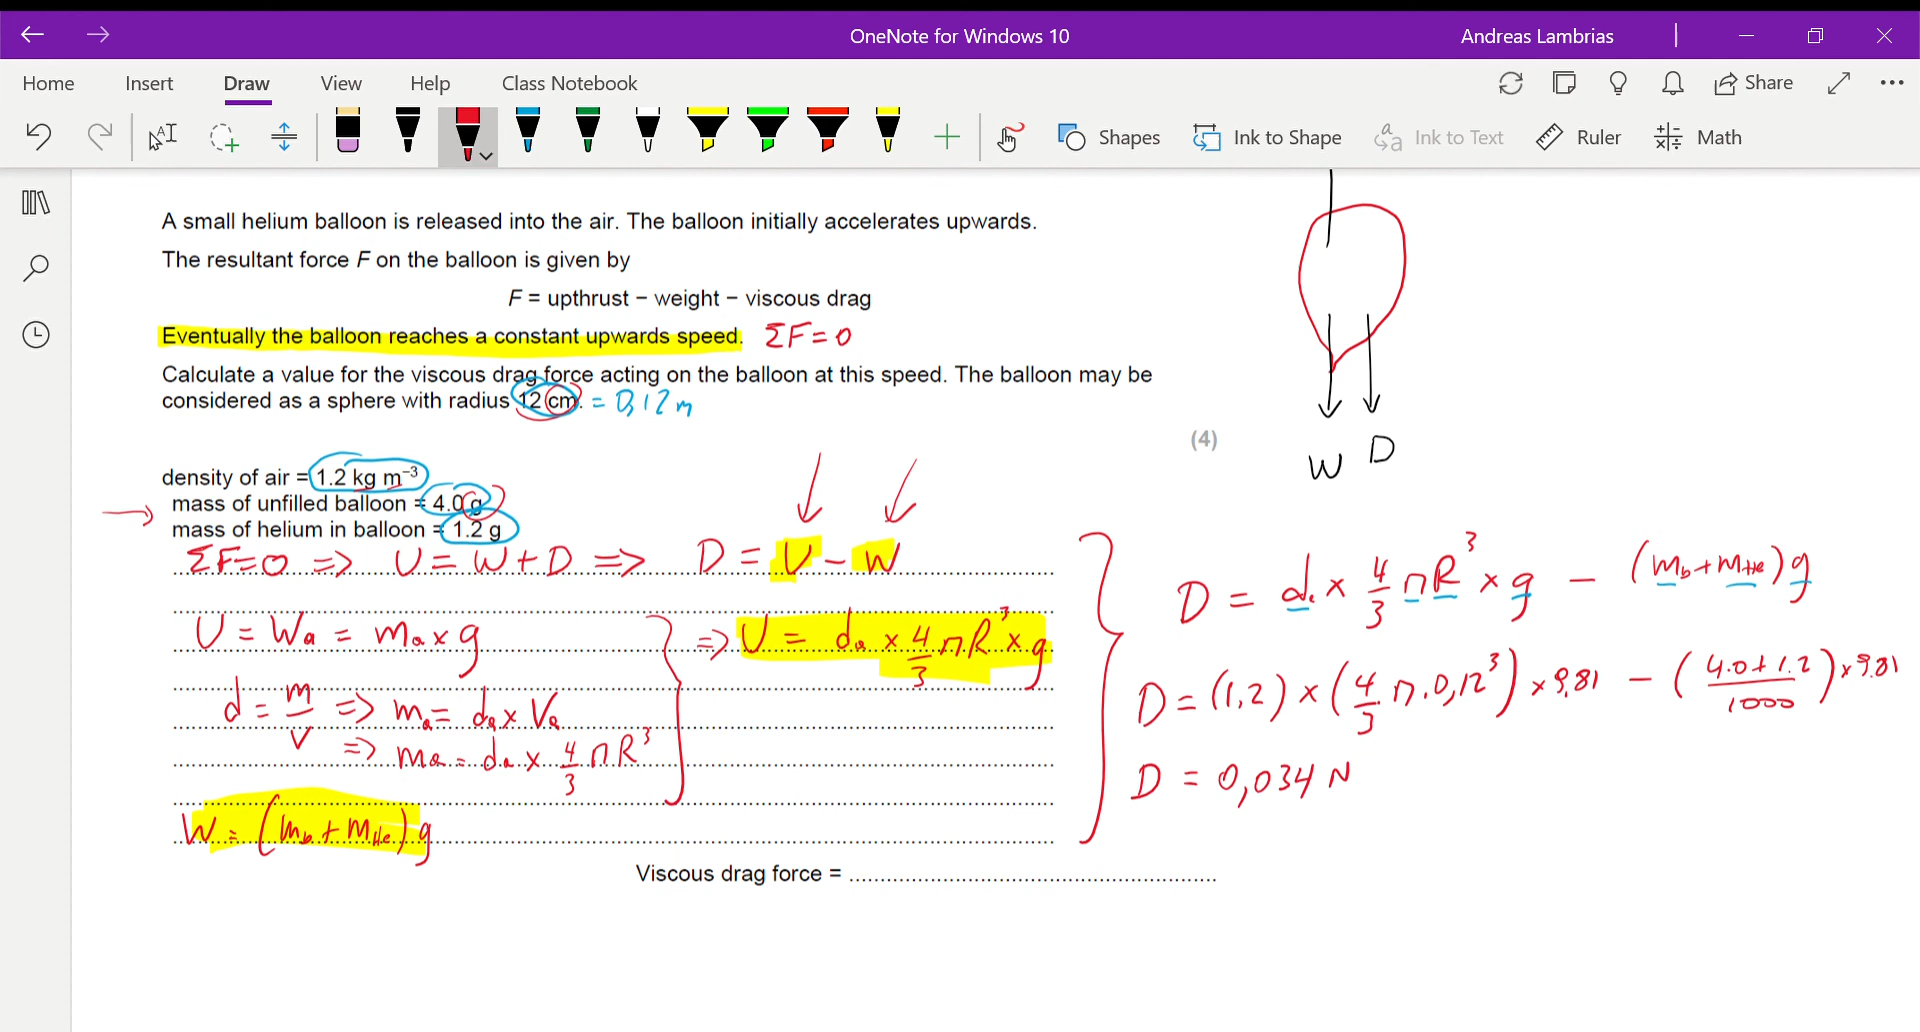 OneNote for Windows 10
Andreas Lambrias
Home Insert Draw View Help Class Notebook
Share
Shapes Ink to Shape Ink to Text Ruler Math
A small helium balloon is released into the air. The balloon initially accelerates upwards.
The resultant force F on the balloon is given by
F = upthrust − weight − viscous drag
Eventually the balloon reaches a constant upwards speed. ΣF=0
Calculate a value for the viscous drag force acting on the balloon at this speed. The balloon may be
considered as a sphere with radius 12 cm. = 0,12 m
(4)
W D
density of air = 1.2 kg m⁻³
mass of unfilled balloon = 4.0 g
mass of helium in balloon = 1.2 g
ΣF=0 => U = W + D => D = U − W
U = Wa = ma x g
=> U = da x 4/3 πR³ x g
d = m/V => ma = da x Va
=> ma = da x 4/3 πR³
W = (mb + mHe) g
D = da x 4/3 πR³ x g − (mb + mHe) g
D = (1,2) x (4/3 π.0,12³) x 9,81 − (4.0 + 1.2/1000) x 9.81
D = 0,034 N
Viscous drag force = ............................................................